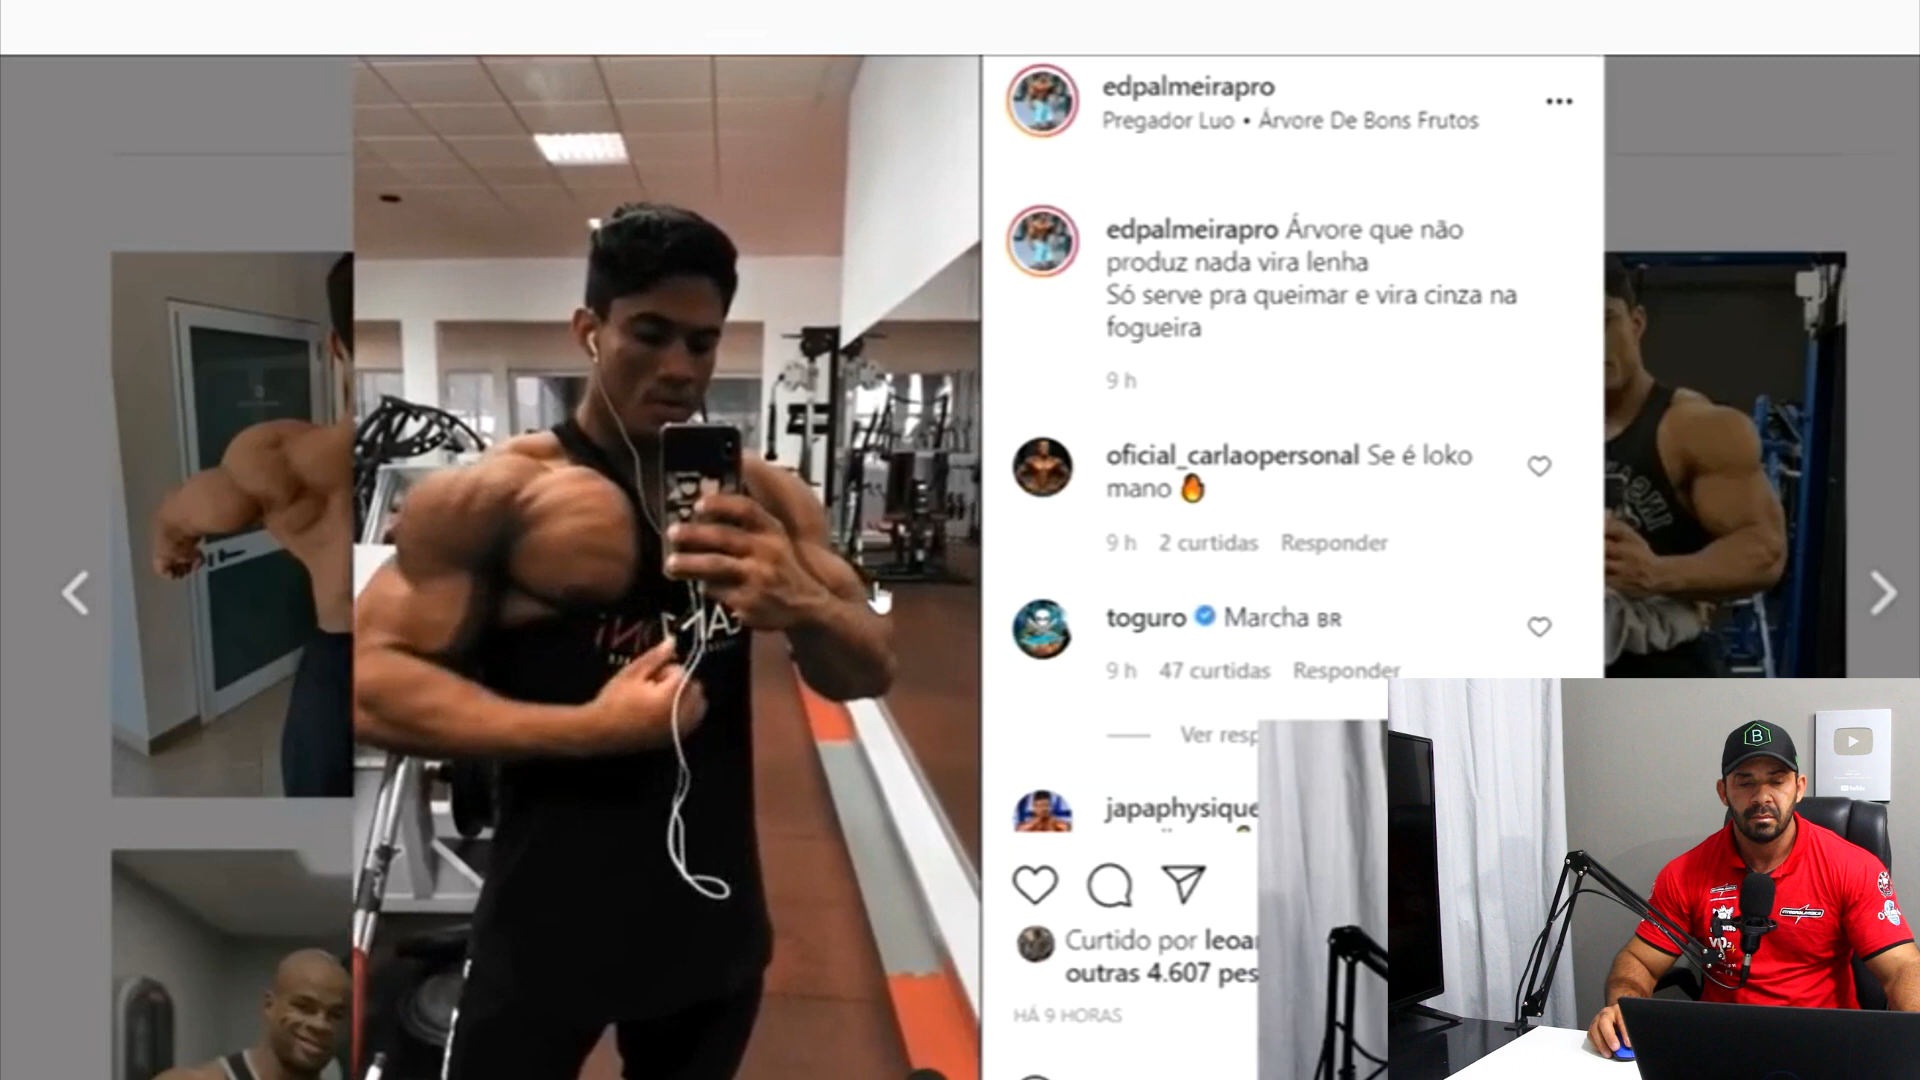 edpalmeirapro
Pregador Luo • Árvore De Bons Frutos
edpalmeirapro Árvore que não
produz nada vira lenha
Só serve pra queimar e vira cinza na
fogueira
9 h
oficial_carlaopersonal Se é loko
mano 🔥
9 h 2 curtidas Responder
toguro Marcha BR
9 h 47 curtidas Responder
Ver resp
japaphysique
Curtido por leoa
outras 4.607 pes
HÁ 9 HORAS
B